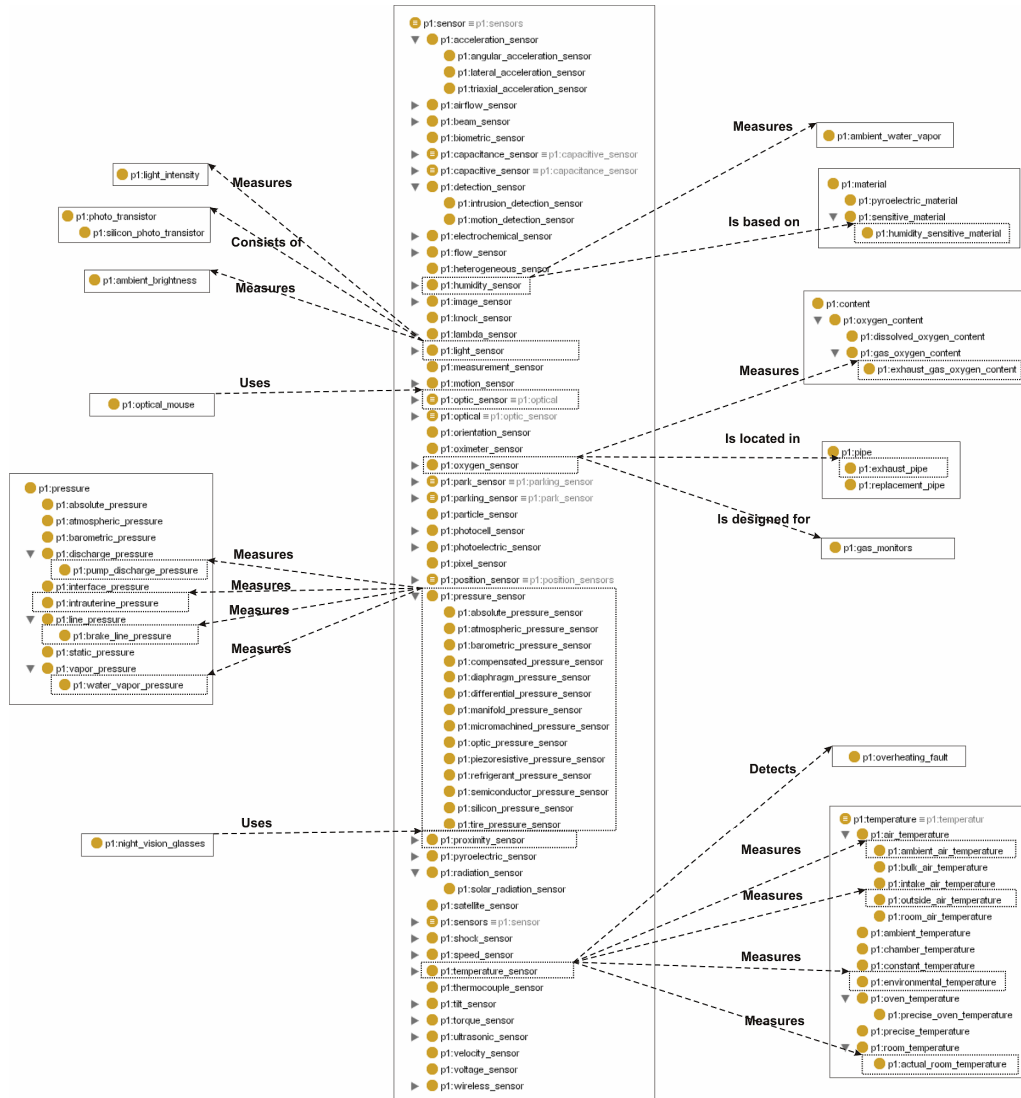 p1:sensor ≡ p1:sensors
p1:acceleration_sensor
p1:angular_acceleration_sensor
p1:lateral_acceleration_sensor
p1:triaxial_acceleration_sensor
p1:airflow_sensor
p1:beam_sensor
p1:biometric_sensor
p1:capacitance_sensor ≡ p1:capacitive_sensor
p1:capacitive_sensor ≡ p1:capacitance_sensor
p1:detection_sensor
p1:intrusion_detection_sensor
p1:motion_detection_sensor
p1:electrochemical_sensor
p1:flow_sensor
p1:heterogeneous_sensor
p1:humidity_sensor
p1:image_sensor
p1:knock_sensor
p1:lambda_sensor
p1:light_sensor
p1:measurement_sensor
p1:motion_sensor
p1:optic_sensor ≡ p1:optical
p1:optical ≡ p1:optic_sensor
p1:orientation_sensor
p1:oximeter_sensor
p1:oxygen_sensor
p1:park_sensor ≡ p1:parking_sensor
p1:parking_sensor ≡ p1:park_sensor
p1:particle_sensor
p1:photocell_sensor
p1:photoelectric_sensor
p1:pixel_sensor
p1:position_sensor ≡ p1:position_sensors
p1:pressure_sensor
p1:absolute_pressure_sensor
p1:atmospheric_pressure_sensor
p1:barometric_pressure_sensor
p1:compensated_pressure_sensor
p1:diaphragm_pressure_sensor
p1:differential_pressure_sensor
p1:manifold_pressure_sensor
p1:micromachined_pressure_sensor
p1:optic_pressure_sensor
p1:piezoresistive_pressure_sensor
p1:refrigerant_pressure_sensor
p1:semiconductor_pressure_sensor
p1:silicon_pressure_sensor
p1:tire_pressure_sensor
p1:proximity_sensor
p1:pyroelectric_sensor
p1:radiation_sensor
p1:solar_radiation_sensor
p1:satellite_sensor
p1:sensors ≡ p1:sensor
p1:shock_sensor
p1:speed_sensor
p1:temperature_sensor
p1:thermocouple_sensor
p1:tilt_sensor
p1:torque_sensor
p1:ultrasonic_sensor
p1:velocity_sensor
p1:voltage_sensor
p1:wireless_sensor
p1:light_intensity
Measures
p1:photo_transistor
p1:silicon_photo_transistor
Consists of
p1:ambient_brightness
Measures
Uses
p1:optical_mouse
p1:pressure
p1:absolute_pressure
p1:atmospheric_pressure
p1:barometric_pressure
p1:discharge_pressure
p1:pump_discharge_pressure
p1:interface_pressure
p1:intrauterine_pressure
p1:line_pressure
p1:brake_line_pressure
p1:static_pressure
p1:vapor_pressure
p1:water_vapor_pressure
Measures
Measures
Measures
Measures
Uses
p1:night_vision_glasses
Measures
p1:ambient_water_vapor
Is based on
p1:material
p1:pyroelectric_material
p1:sensitive_material
p1:humidity_sensitive_material
p1:content
p1:oxygen_content
p1:dissolved_oxygen_content
p1:gas_oxygen_content
p1:exhaust_gas_oxygen_content
Measures
Is located in
p1:pipe
p1:exhaust_pipe
p1:replacement_pipe
Is designed for
p1:gas_monitors
Detects
p1:overheating_fault
p1:temperature ≡ p1:temperatur
p1:air_temperature
p1:ambient_air_temperature
p1:bulk_air_temperature
p1:intake_air_temperature
p1:outside_air_temperature
p1:room_air_temperature
p1:ambient_temperature
p1:chamber_temperature
p1:constant_temperature
p1:environmental_temperature
p1:oven_temperature
p1:precise_oven_temperature
p1:precise_temperature
p1:room_temperature
p1:actual_room_temperature
Measures
Measures
Measures
Measures